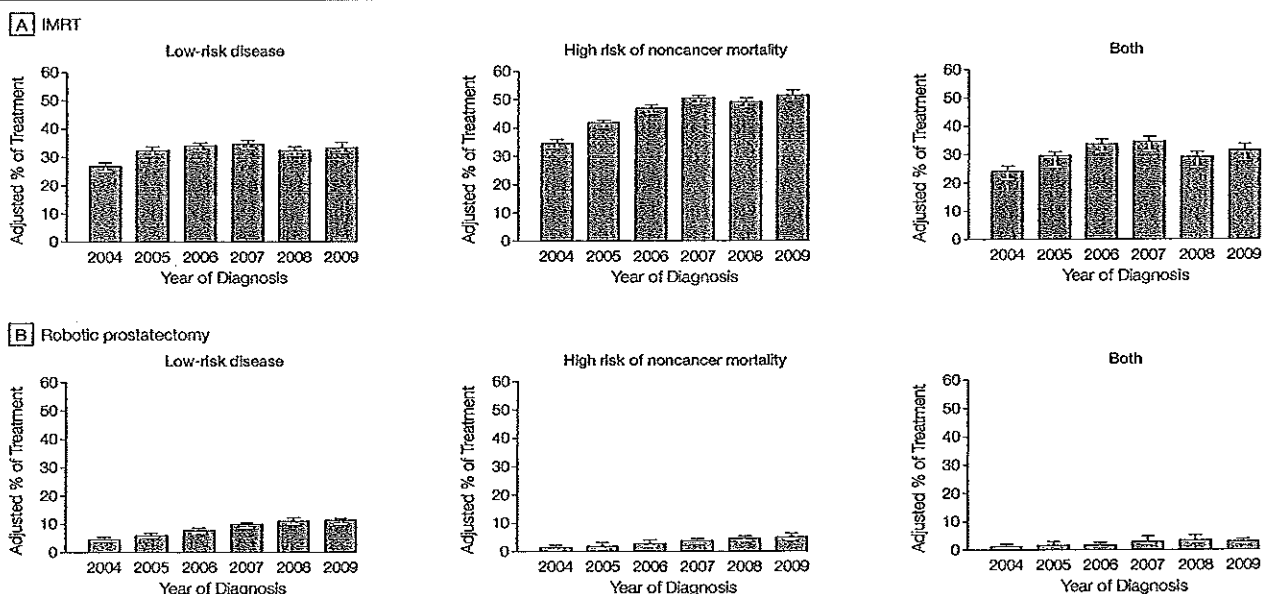 A IMRT
Low-risk disease
60
50
40
30
20
10
0
Adjusted % of Treatment
2004 2005 2006 2007 2008 2009
Year of Diagnosis
High risk of noncancer mortality
60
50
40
30
20
10
0
Adjusted % of Treatment
2004 2005 2006 2007 2008 2009
Year of Diagnosis
Both
60
50
40
30
20
10
0
Adjusted % of Treatment
2004 2005 2006 2007 2008 2009
Year of Diagnosis
B Robotic prostatectomy
Low-risk disease
60
50
40
30
20
10
0
Adjusted % of Treatment
2004 2005 2006 2007 2008 2009
Year of Diagnosis
High risk of noncancer mortality
60
50
40
30
20
10
0
Adjusted % of Treatment
2004 2005 2006 2007 2008 2009
Year of Diagnosis
Both
60
50
40
30
20
10
0
Adjusted % of Treatment
2004 2005 2006 2007 2008 2009
Year of Diagnosis